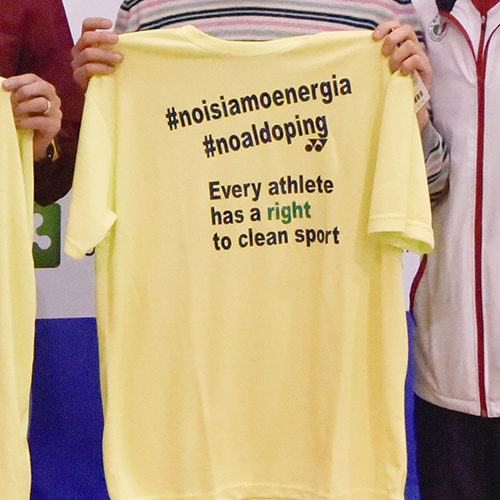 #noisiamoenergia
#noaldoping
Every athlete
has a right
to clean sport